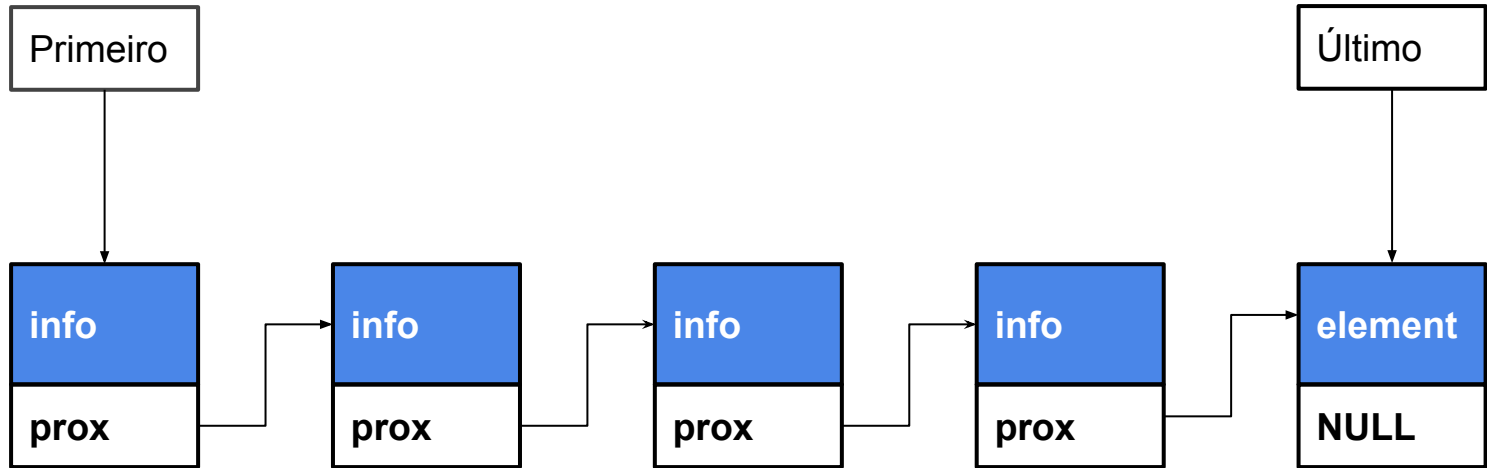 Primeiro
Último
info
info
info
info
element
prox
prox
prox
prox
NULL